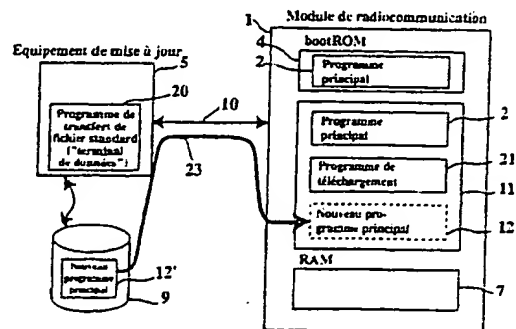 Module de radiocommunication
1
4
bootROM
2
Programme
principal
Equipement de mise à jour
5
20
Programme de
transfert de
fichier standard
("terminal
de données")
10
23
Programme
principal
2
Programme de
téléchargement
21
11
Nouveau pro-
gramme principal
12
RAM
7
Nouveau
programme
principal
12'
9